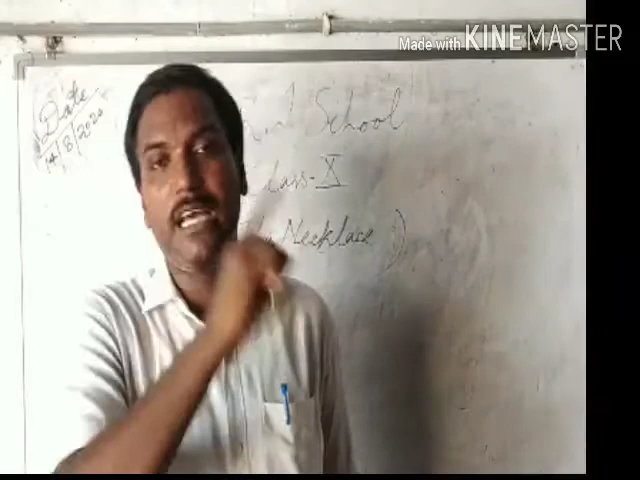 Made with KINEMASTER
Date
14/8/2020
School
Class-X
Necklace )